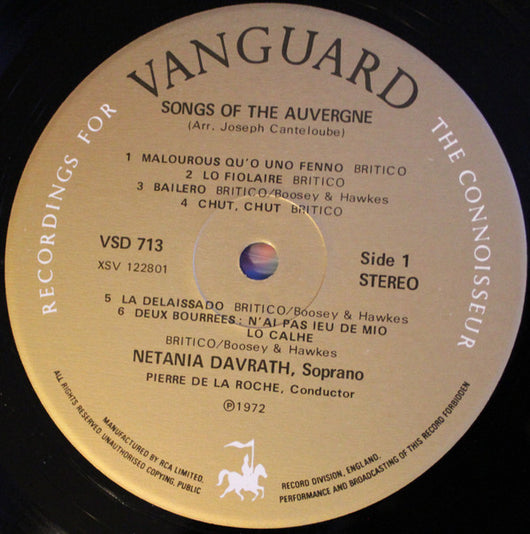 VANGUARD
RECORDINGS FOR THE CONNOISSEUR
SONGS OF THE AUVERGNE
(Arr. Joseph Canteloube)
1 MALOUROUS QU'O UNO FENNO BRITICO
2 LO FIOLAIRE BRITICO
3 BAILERO BRITICO/Boosey & Hawkes
4 CHUT, CHUT BRITICO
VSD 713
XSV 122801
Side 1
STEREO
5 LA DELAISSADO BRITICO/Boosey & Hawkes
6 DEUX BOURREES: N'AI PAS IEU DE MIO
LO CALHE
BRITICO/Boosey & Hawkes
NETANIA DAVRATH, Soprano
PIERRE DE LA ROCHE, Conductor
Ⓟ1972
MANUFACTURED BY RCA LIMITED, RECORD DIVISION, ENGLAND.
ALL RIGHTS RESERVED. UNAUTHORISED COPYING, PUBLIC PERFORMANCE AND BROADCASTING OF THIS RECORD FORBIDDEN